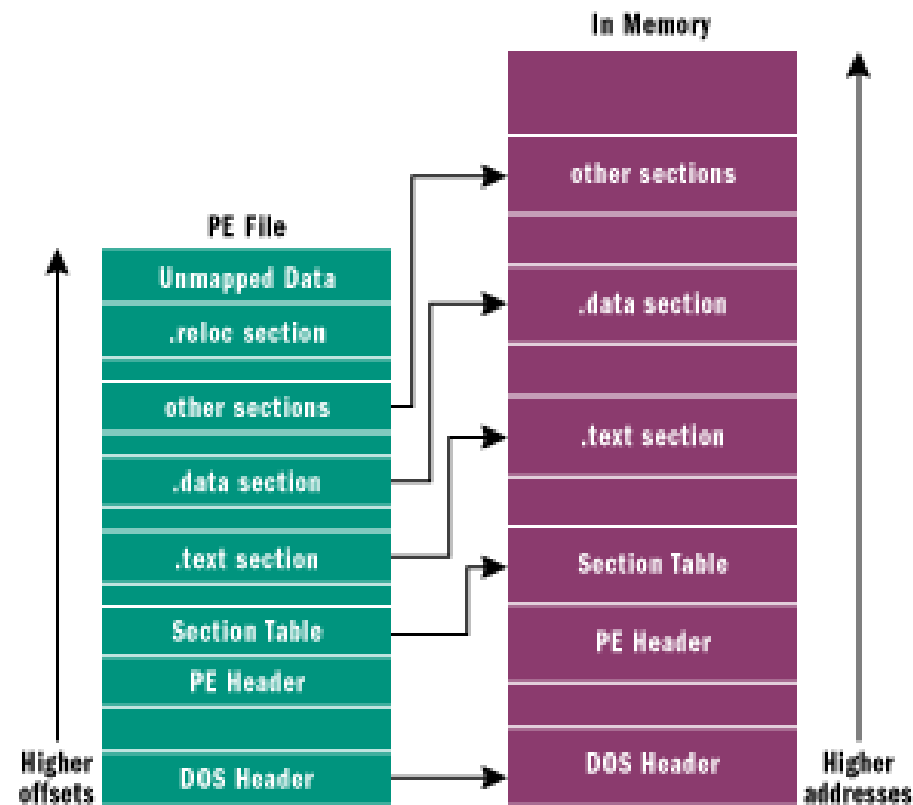 In Memory
other sections
.data section
.text section
Section Table
PE Header
DOS Header
Higher
addresses
PE File
Unmapped Data
.reloc section
other sections
.data section
.text section
Section Table
PE Header
DOS Header
Higher
offsets